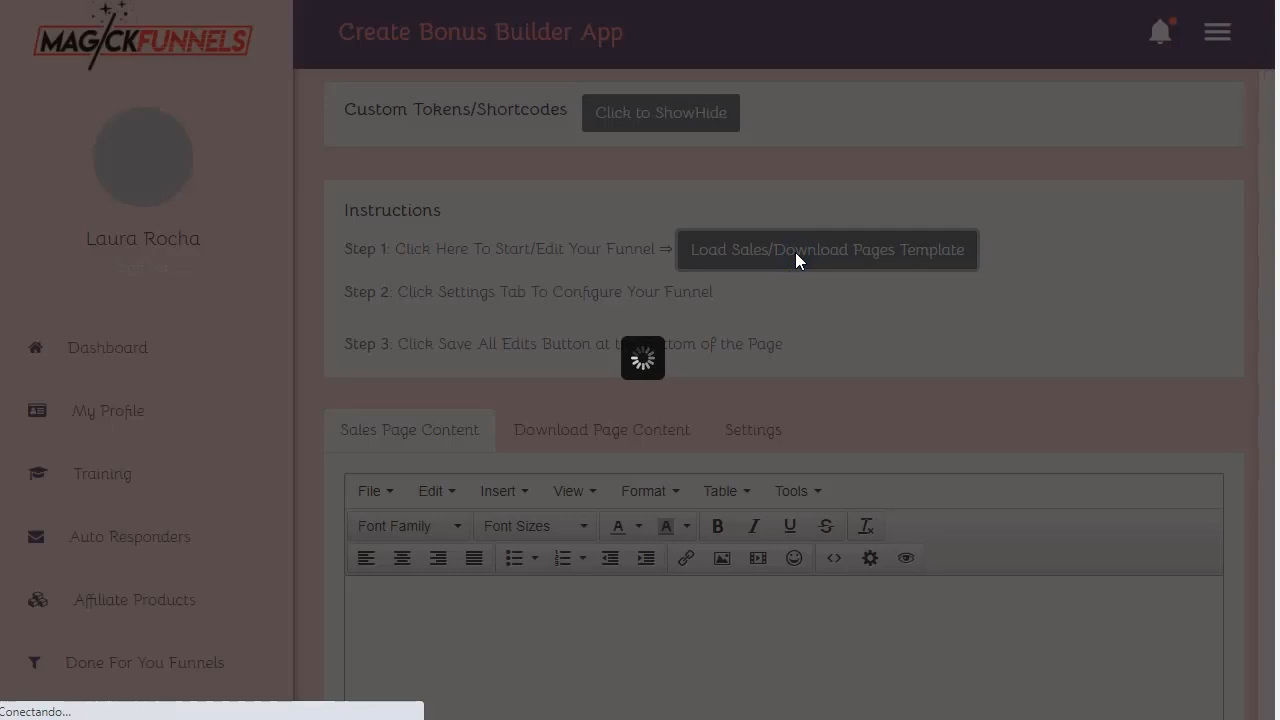 MAGICKFUNNELS
Create Bonus Builder App
Custom Tokens/Shortcodes
Click to ShowHide
Laura Rocha
Instructions
Step 1: Click Here To Start/Edit Your Funnel ⇒ Load Sales/Download Pages Template
Step 2: Click Settings Tab To Configure Your Funnel
Step 3: Click Save All Edits Button at t ttom of the Page
Dashboard
My Profile
Training
Auto Responders
Affiliate Products
Done For You Funnels
Sales Page Content
Download Page Content
Settings
File Edit Insert View Format Table Tools
Font Family Font Sizes A A B I U S Tx
Conectando...